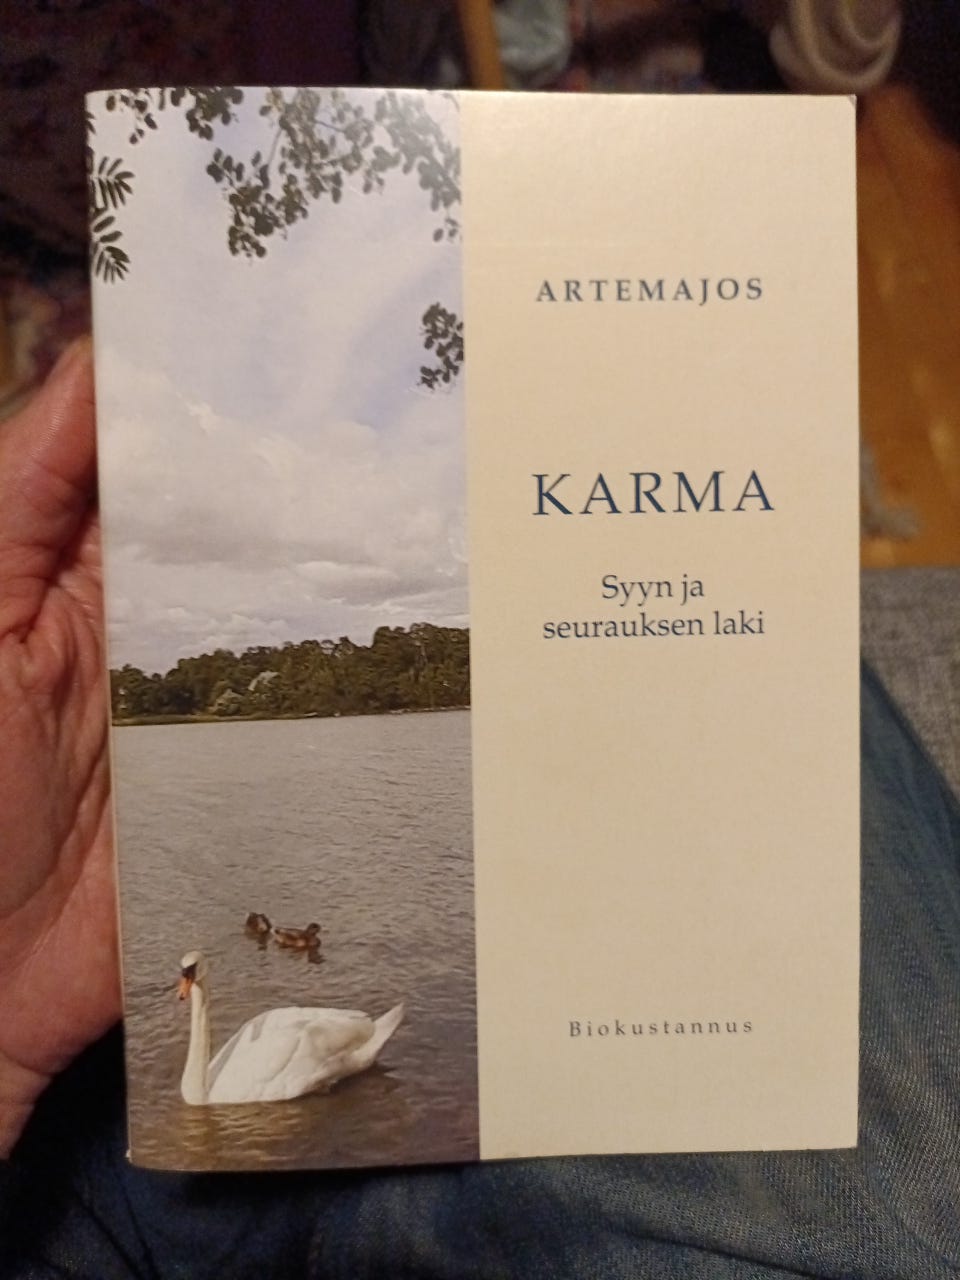 ARTEMAJOS
KARMA
Syyn ja
seurauksen laki
Biokustannus